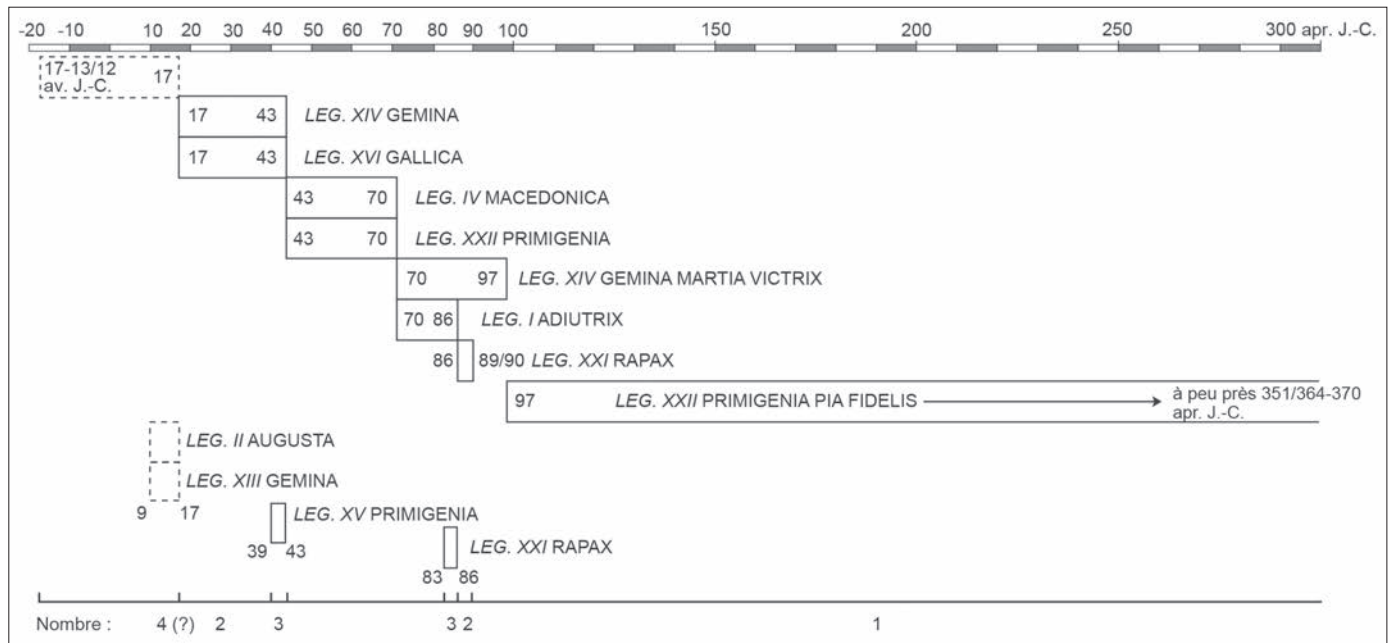 -20 -10 10 20 30 40 50 60 70 80 90 100 150 200 250 300 apr. J.-C.
17-13/12 17
av. J.-C.
17 43 LEG. XIV GEMINA
17 43 LEG. XVI GALLICA
43 70 LEG. IV MACEDONICA
43 70 LEG. XXII PRIMIGENIA
70 97 LEG. XIV GEMINA MARTIA VICTRIX
70 86 LEG. I ADIUTRIX
86 89/90 LEG. XXI RAPAX
97 LEG. XXII PRIMIGENIA PIA FIDELIS à peu près 351/364-370
apr. J.-C.
LEG. II AUGUSTA
LEG. XIII GEMINA
9 17 LEG. XV PRIMIGENIA
39 43 LEG. XXI RAPAX
83 86
Nombre : 4 (?) 2 3 3 2 1